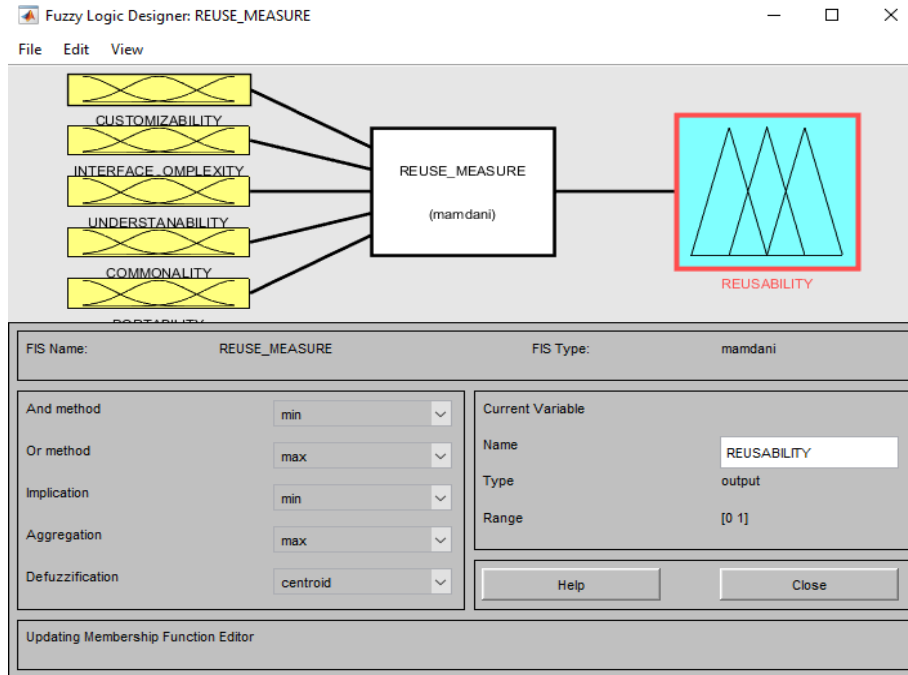 Fuzzy Logic Designer: REUSE_MEASURE
File Edit View
CUSTOMIZABILITY
INTERFACE_OMPLEXITY
UNDERSTANABILITY
COMMONALITY
REUSE_MEASURE
(mamdani)
REUSABILITY
FIS Name: REUSE_MEASURE FIS Type: mamdani
And method min
Or method max
Implication min
Aggregation max
Defuzzification centroid
Current Variable
Name REUSABILITY
Type output
Range [0 1]
Help Close
Updating Membership Function Editor